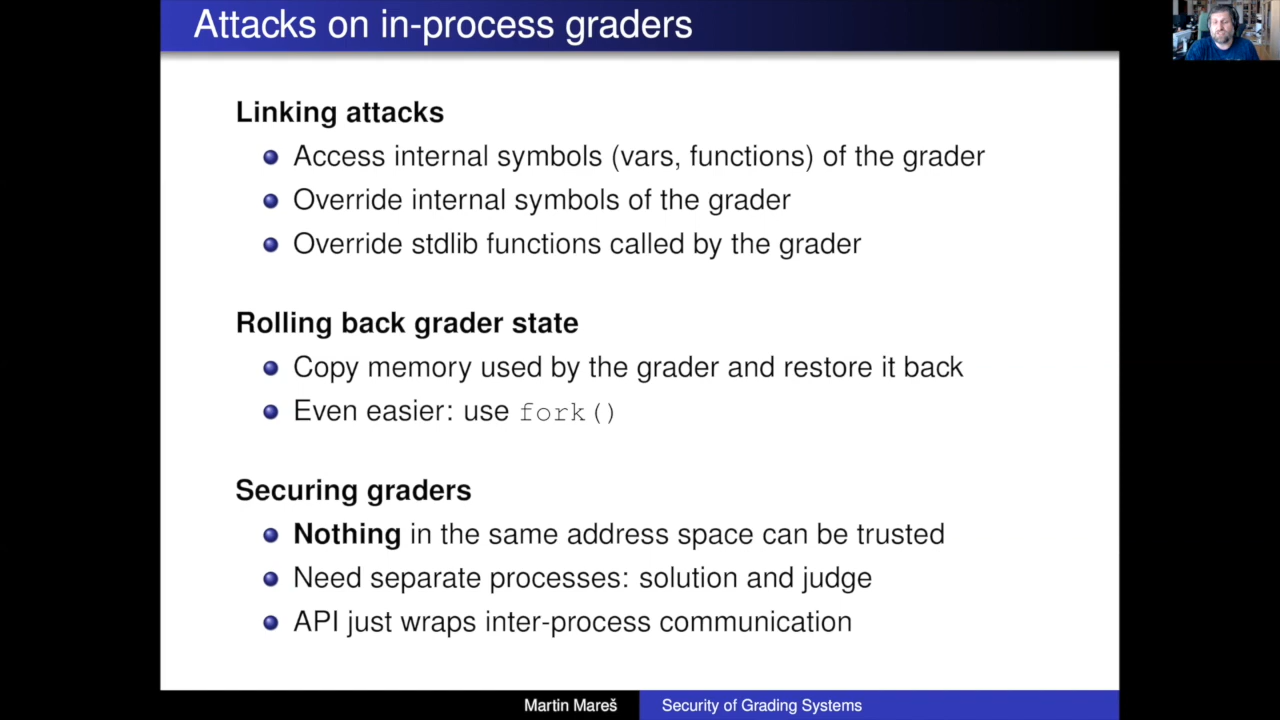 Attacks on in-process graders
Linking attacks
Access internal symbols (vars, functions) of the grader
Override internal symbols of the grader
Override stdlib functions called by the grader
Rolling back grader state
Copy memory used by the grader and restore it back
Even easier: use fork()
Securing graders
Nothing in the same address space can be trusted
Need separate processes: solution and judge
API just wraps inter-process communication
Martin Mareš
Security of Grading Systems